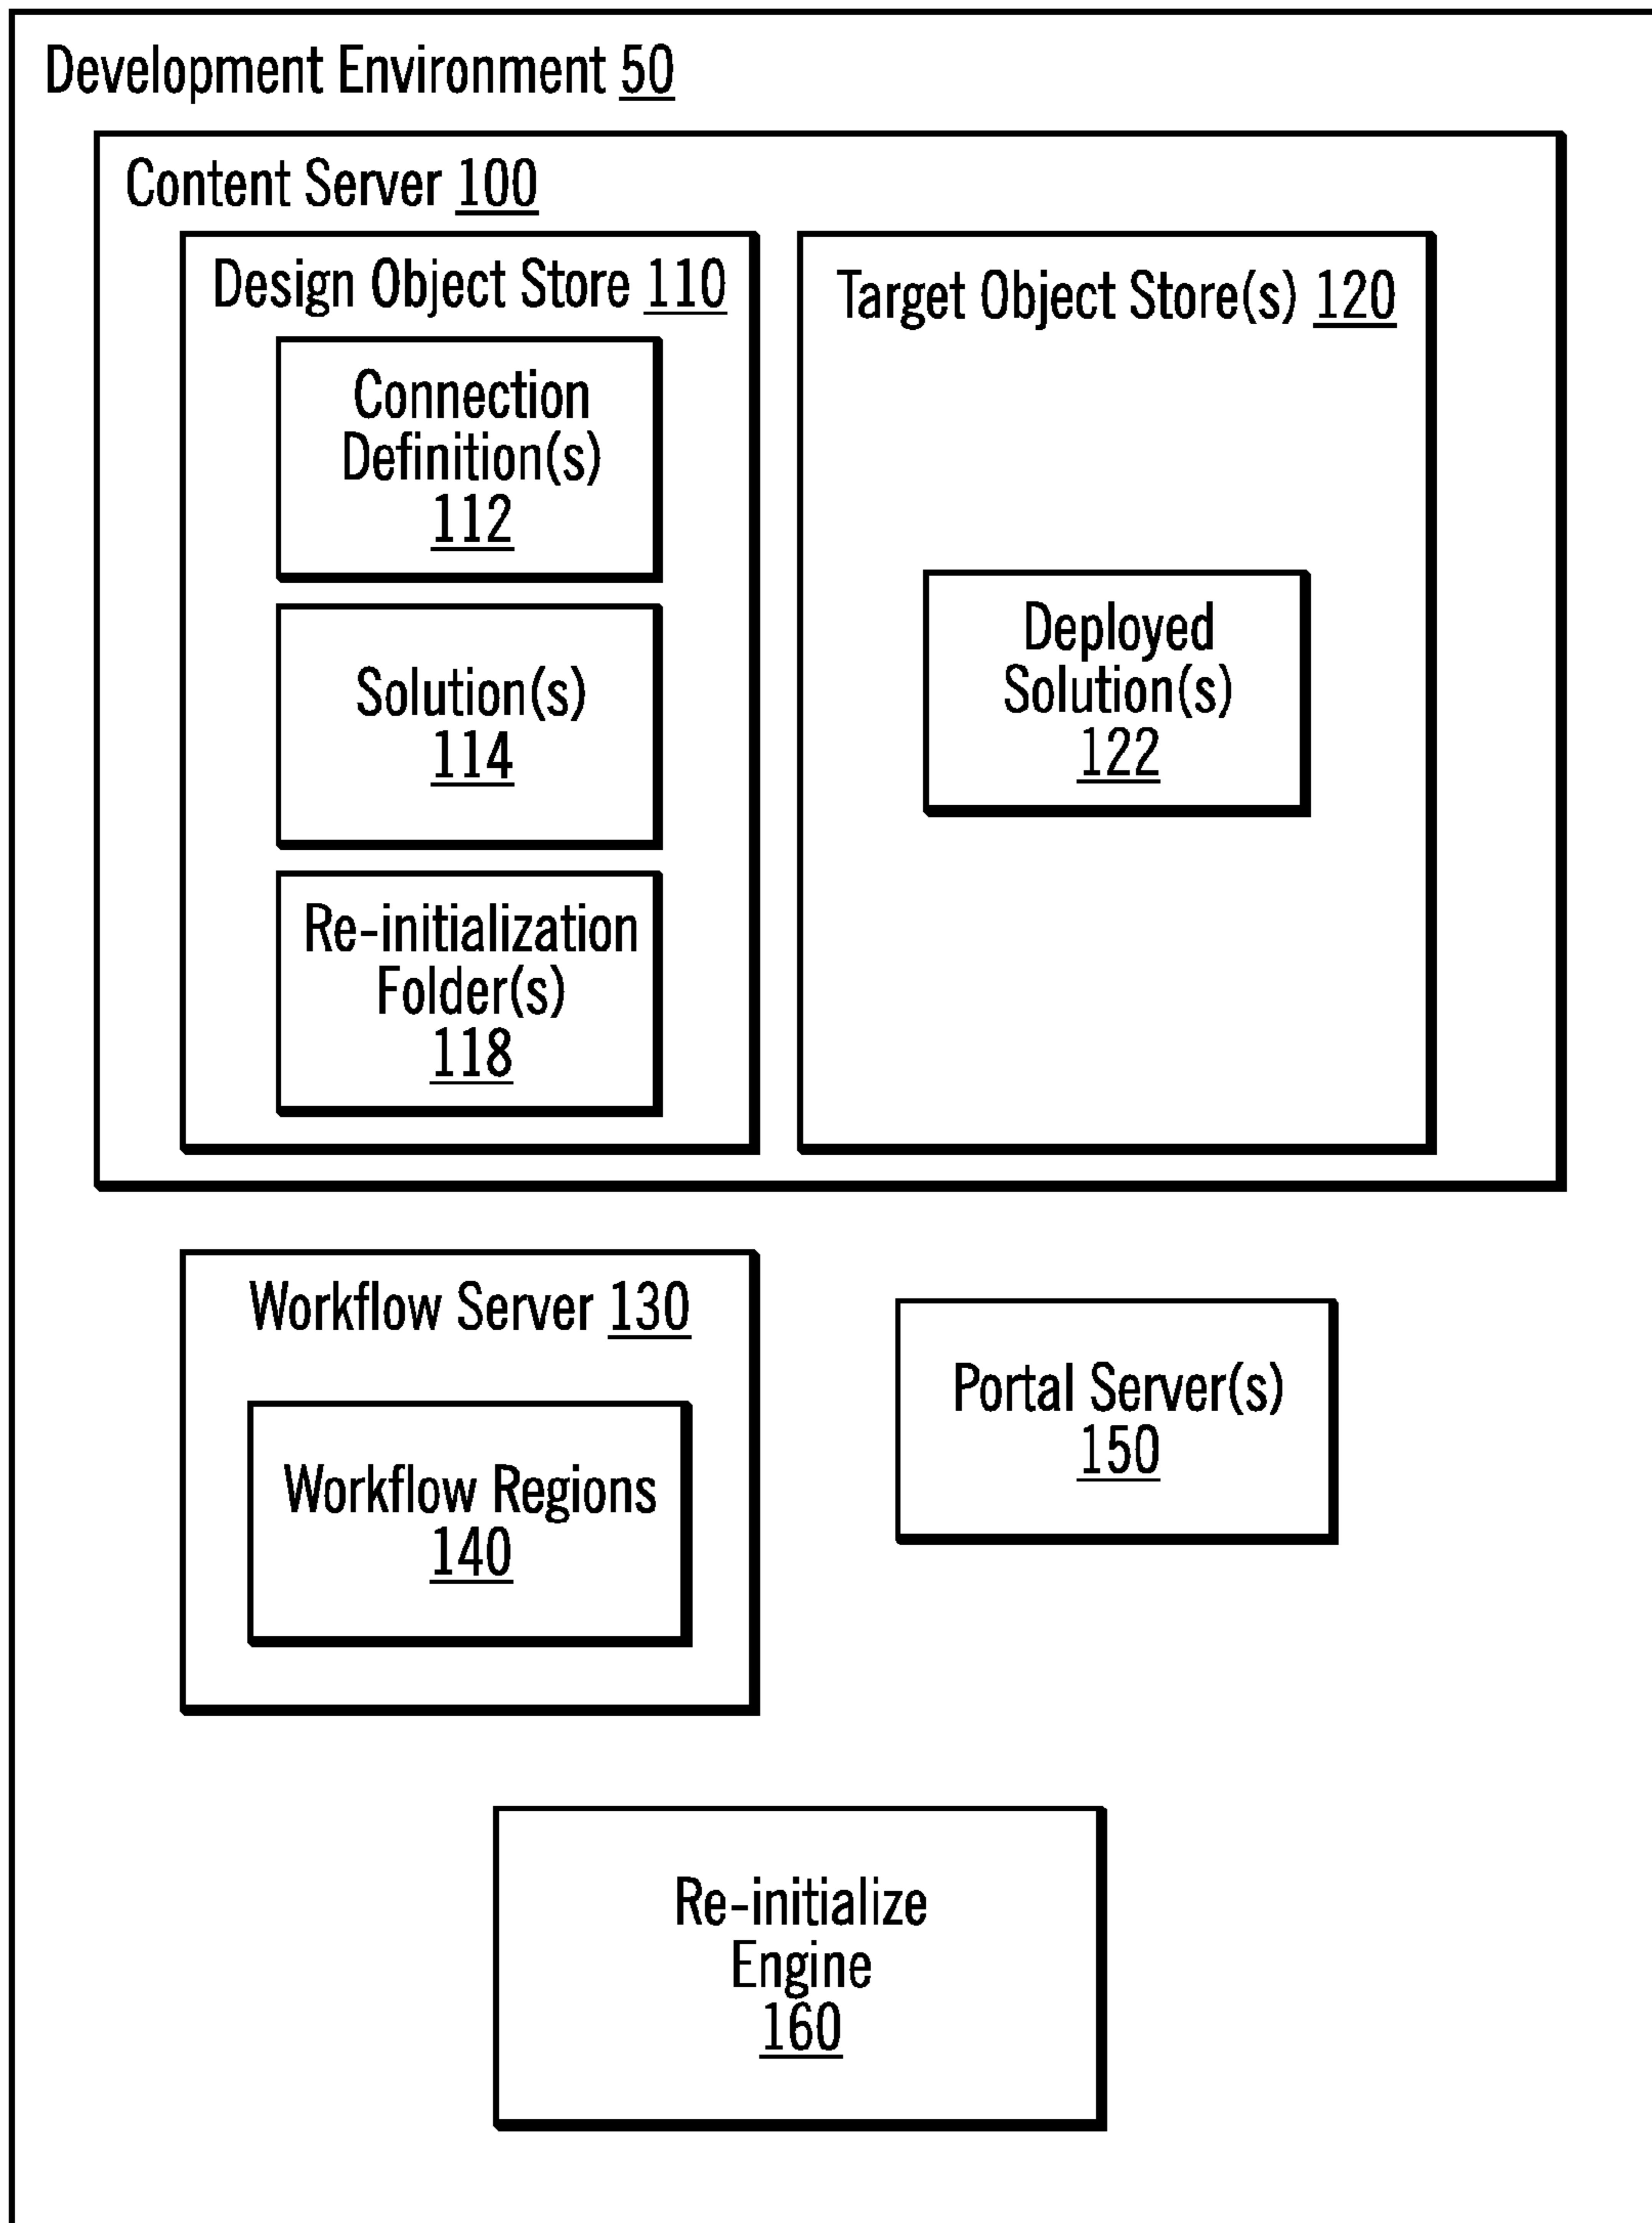 Development Environment 50
Content Server 100
Design Object Store 110
Connection
Definition(s)
112
Solution(s)
114
Re-initialization
Folder(s)
118
Target Object Store(s) 120
Deployed
Solution(s)
122
Workflow Server 130
Workflow Regions
140
Portal Server(s)
150
Re-initialize
Engine
160